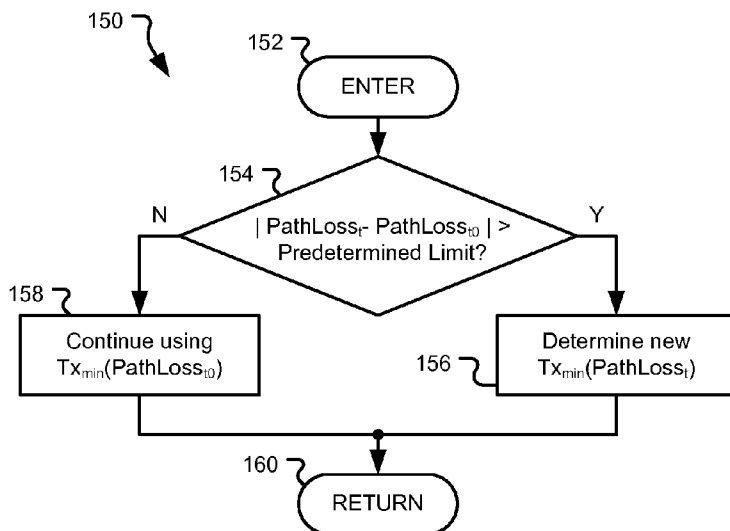 150
152
ENTER
154
N
Y
| PathLossₜ- PathLossₜ₀ | >
Predetermined Limit?
158
Continue using
Txₘᵢₙ(PathLossₜ₀)
156
Determine new
Txₘᵢₙ(PathLossₜ)
160
RETURN